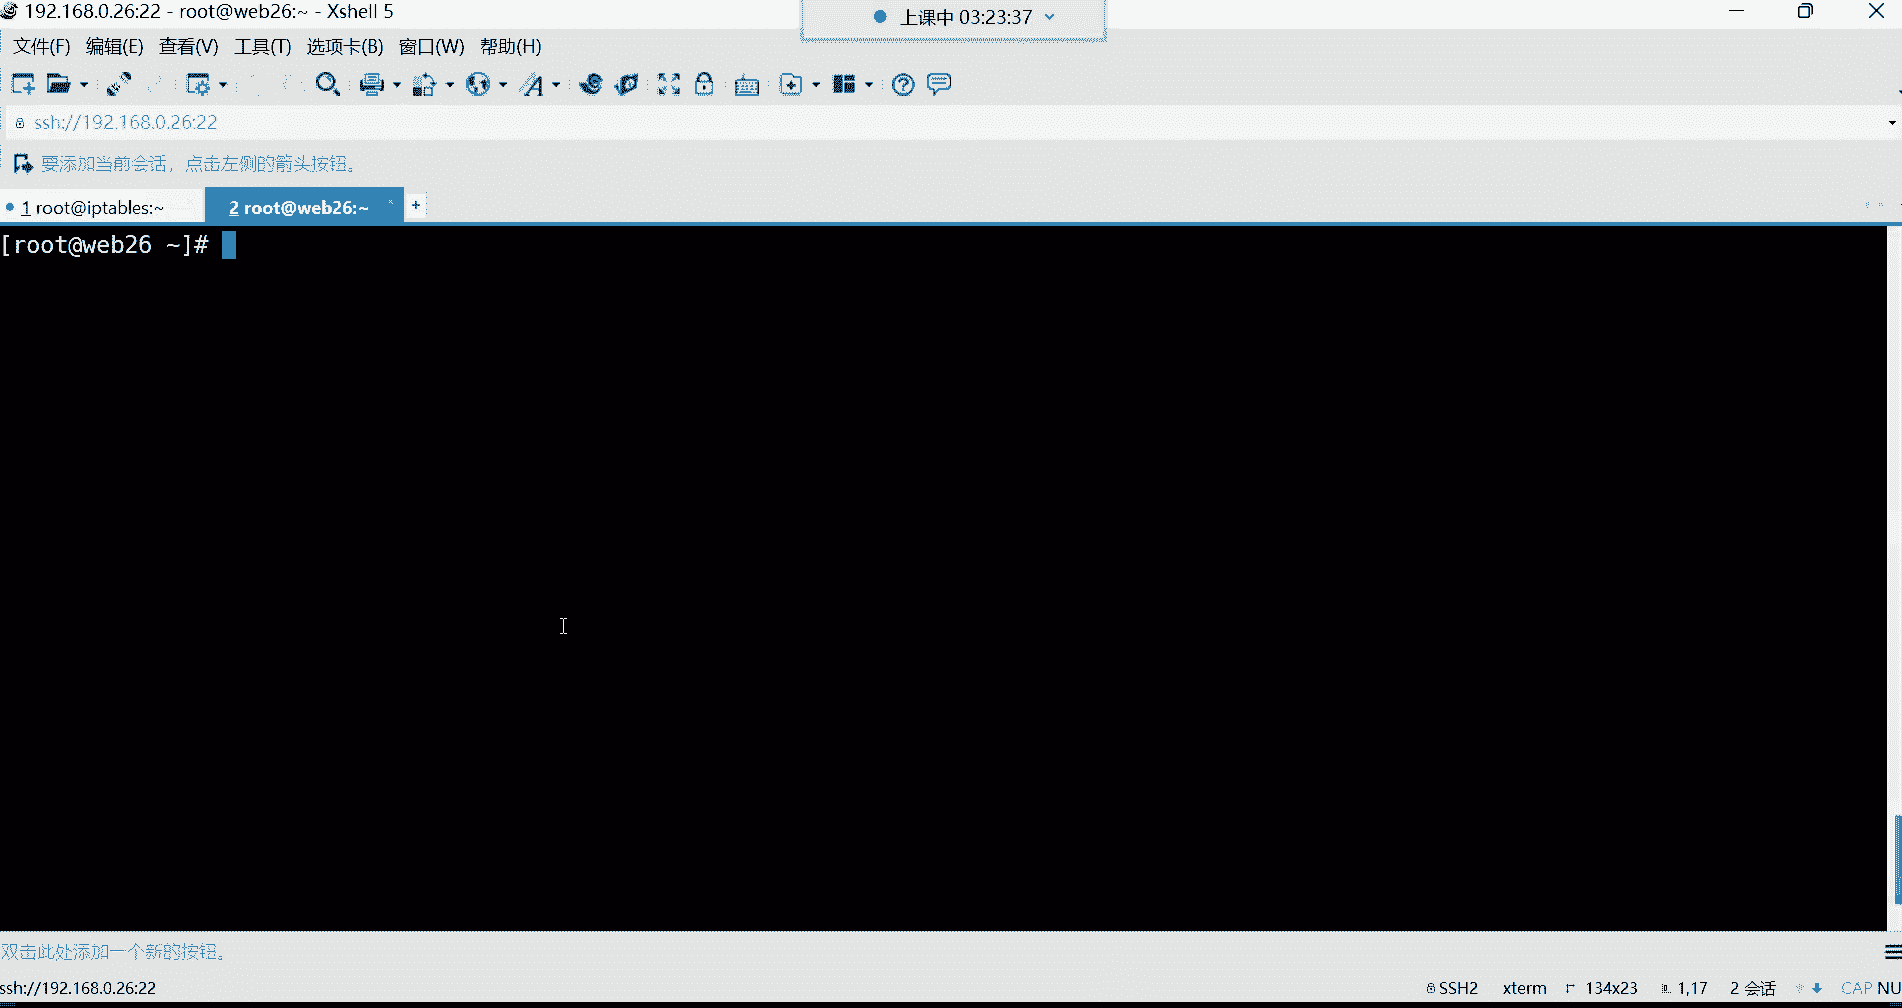 192.168.0.26:22 - root@web26:~ - Xshell 5
上课中 03:23:37
文件(F) 编辑(E) 查看(V) 工具(T) 选项卡(B) 窗口(W) 帮助(H)
ssh://192.168.0.26:22
要添加当前会话，点击左侧的箭头按钮。
1 root@iptables:~ 2 root@web26:~ +
[root@web26 ~]#
双击此处添加一个新的按钮。
ssh://192.168.0.26:22 SSH2 xterm 134x23 1,17 2 会话 CAP NU